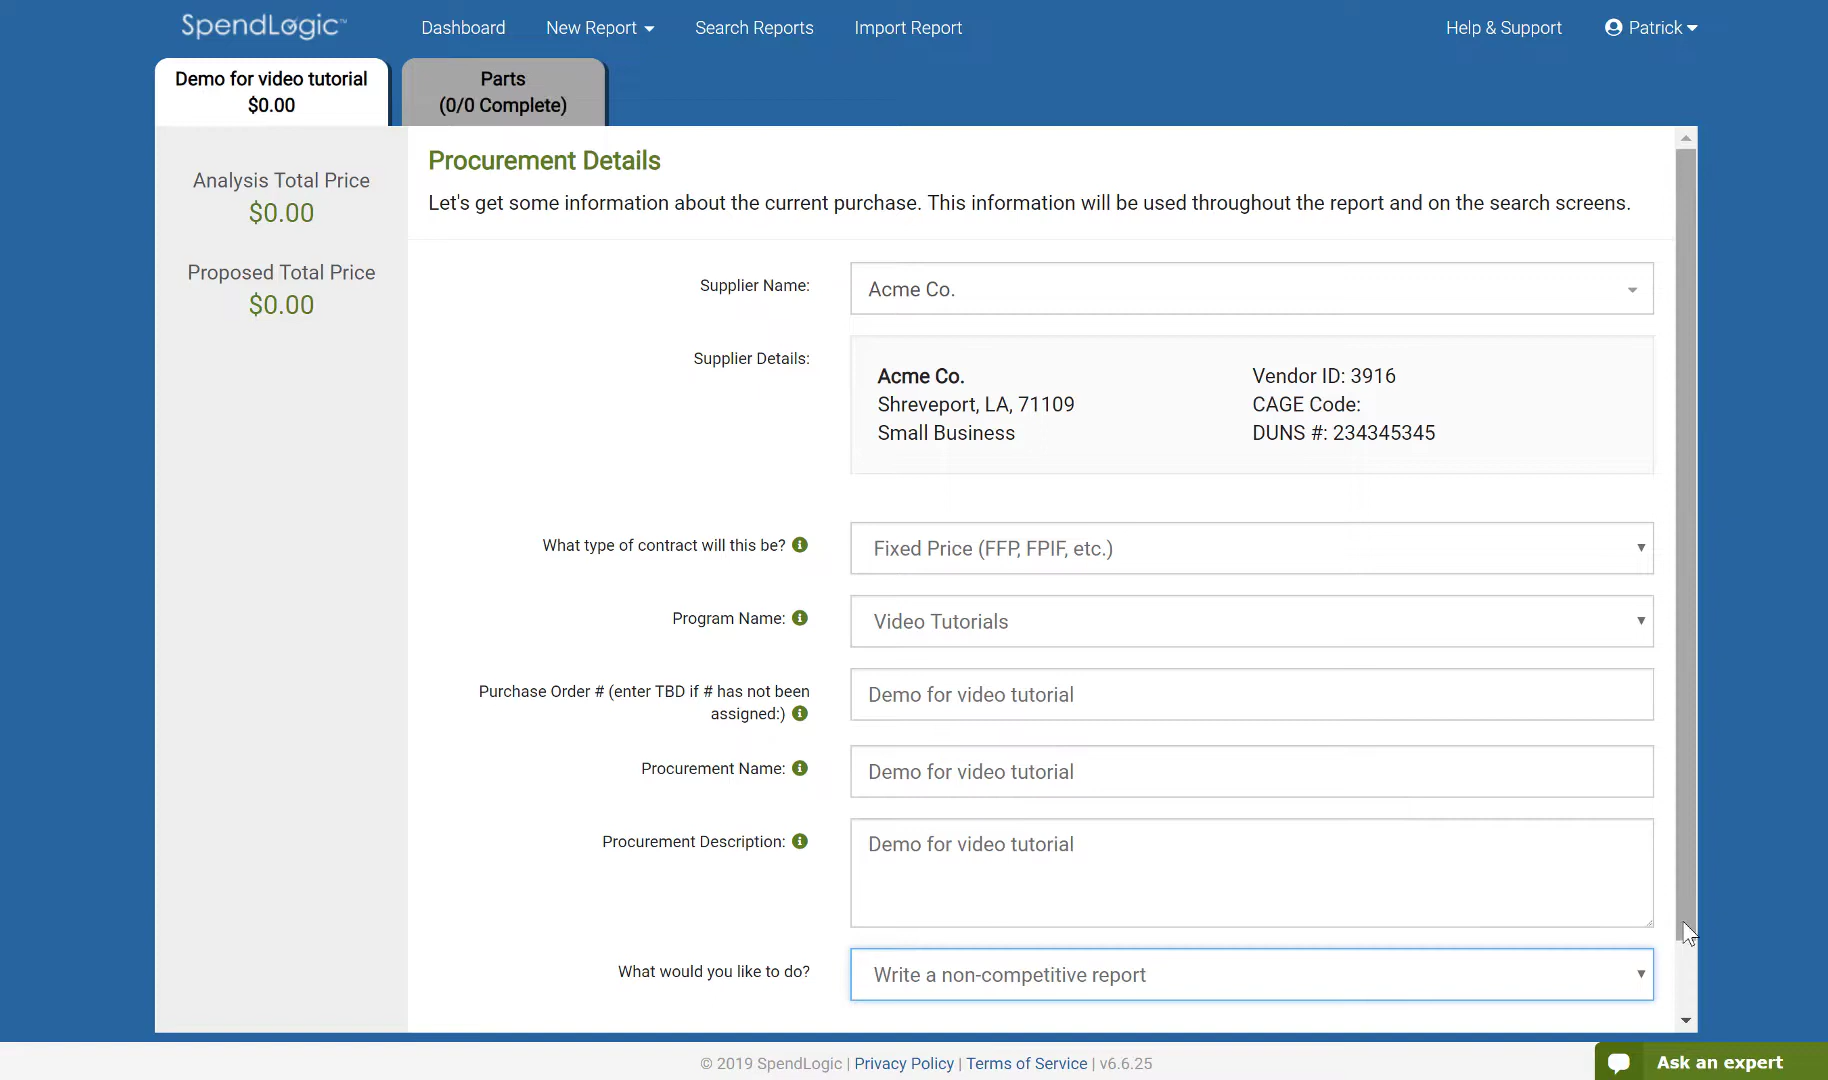 SpendLogic™
Dashboard
New Report
Search Reports
Import Report
Help & Support
Patrick
Demo for video tutorial
$0.00
Parts
(0/0 Complete)
Analysis Total Price
$0.00
Proposed Total Price
$0.00
Procurement Details
Let's get some information about the current purchase. This information will be used throughout the report and on the search screens.
Supplier Name:
Acme Co.
Supplier Details:
Acme Co.
Shreveport, LA, 71109
Small Business
Vendor ID: 3916
CAGE Code:
DUNS #: 234345345
What type of contract will this be?
Fixed Price (FFP, FPIF, etc.)
Program Name:
Video Tutorials
Purchase Order # (enter TBD if # has not been
assigned:)
Demo for video tutorial
Procurement Name:
Demo for video tutorial
Procurement Description:
Demo for video tutorial
What would you like to do?
Write a non-competitive report
© 2019 SpendLogic | Privacy Policy | Terms of Service | v6.6.25
Ask an expert